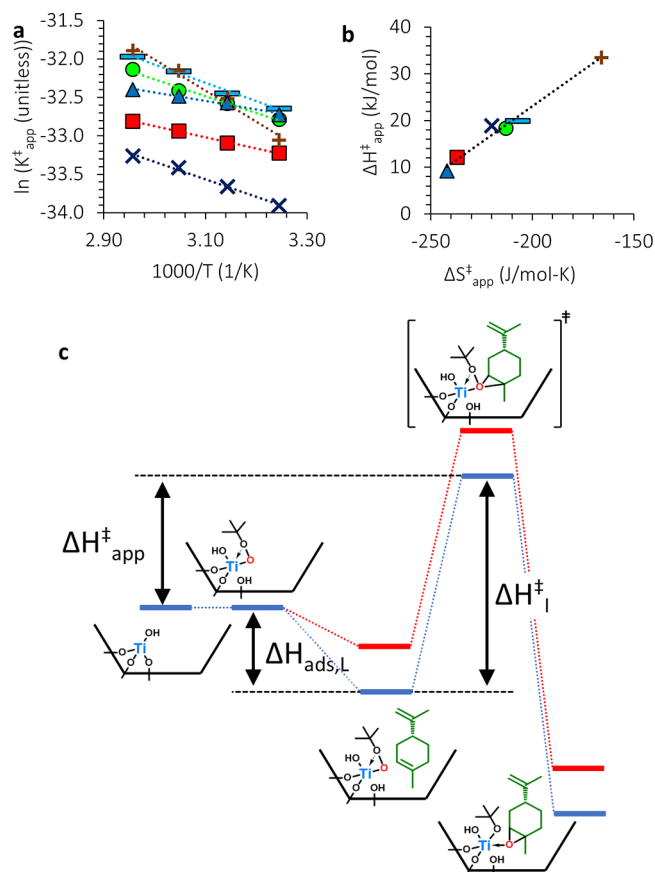 a
ln (K‡app (unitless))
-31.5
-32.0
-32.5
-33.0
-33.5
-34.0
2.90
3.10
3.30
1000/T (1/K)
b
ΔH‡app (kJ/mol)
40
30
20
10
0
-250
-200
-150
ΔS‡app (J/mol-K)
c
‡
HO
O
Ti
O
O
O
OH
ΔH‡app
O
HO
Ti
O
O
O
OH
ΔH‡I
OH
Ti
O
O
O
ΔHads,L
O
HO
Ti
O
O
O
OH
HO
O
Ti
O
O
O
OH